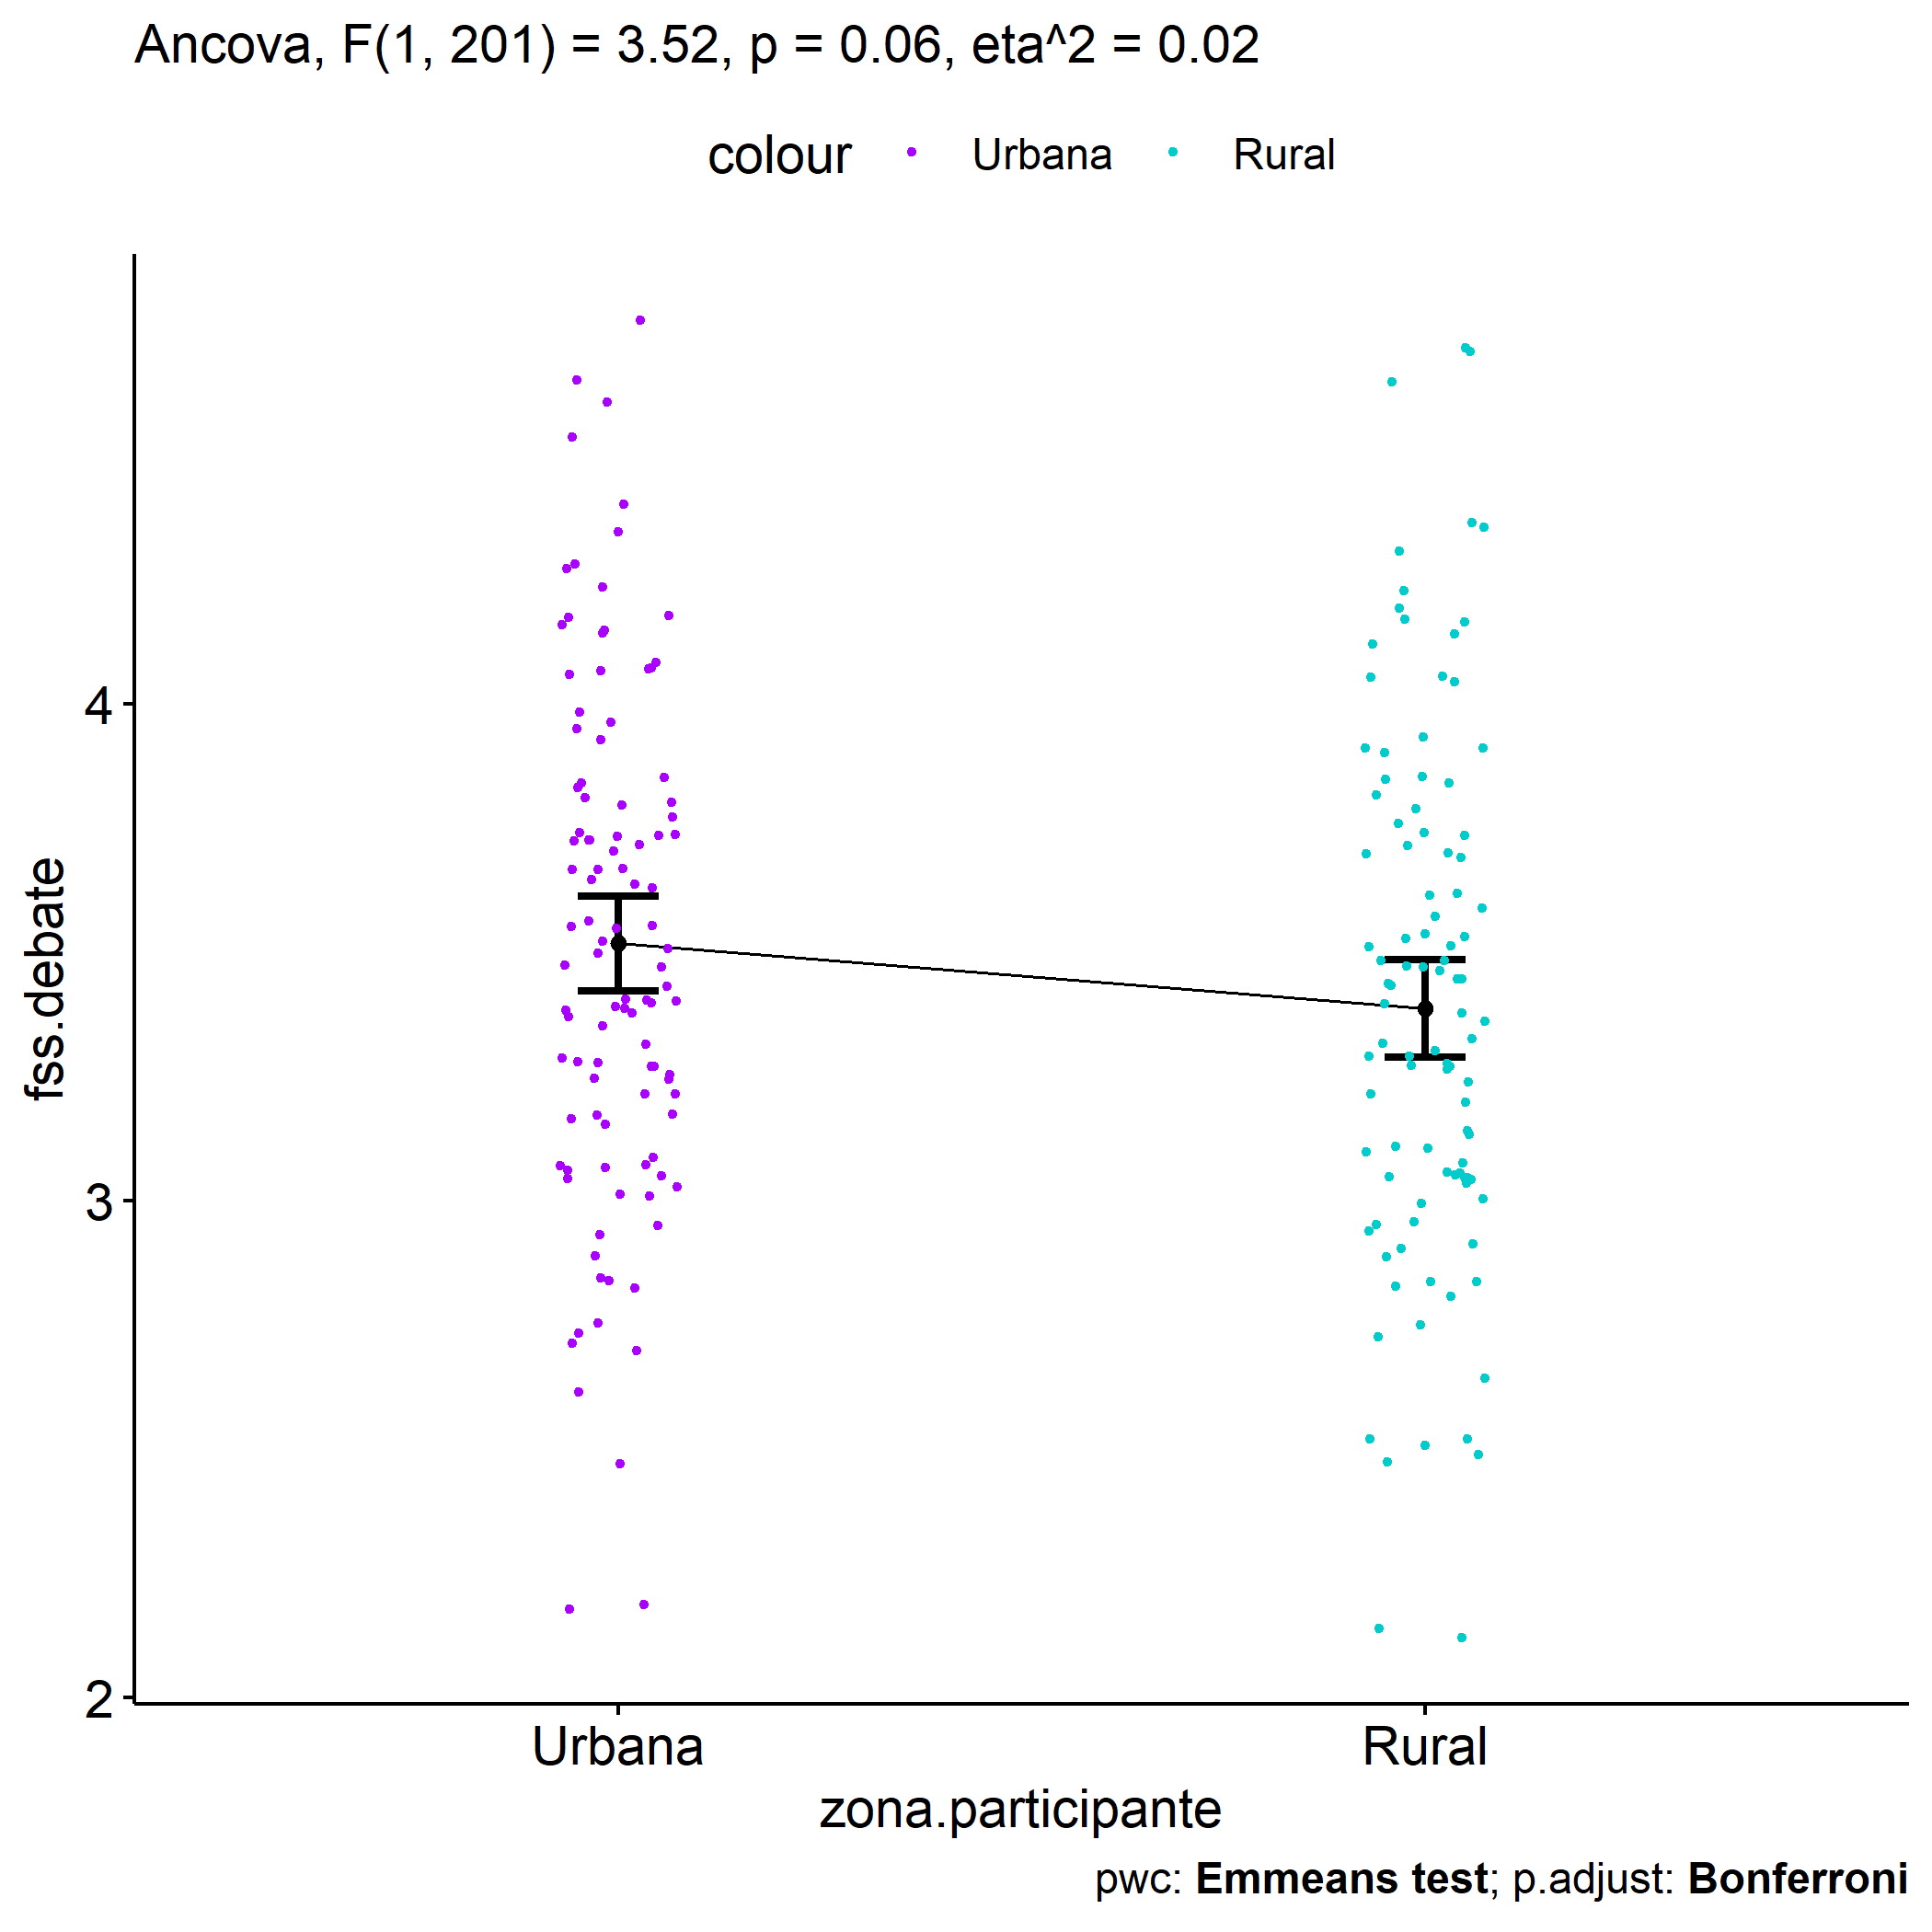 Ancova, F(1, 201) = 3.52, p = 0.06, eta^2 = 0.02
colour Urbana Rural
fss.debate
4
3
2
Urbana Rural
zona.participante
pwc: Emmeans test; p.adjust: Bonferroni